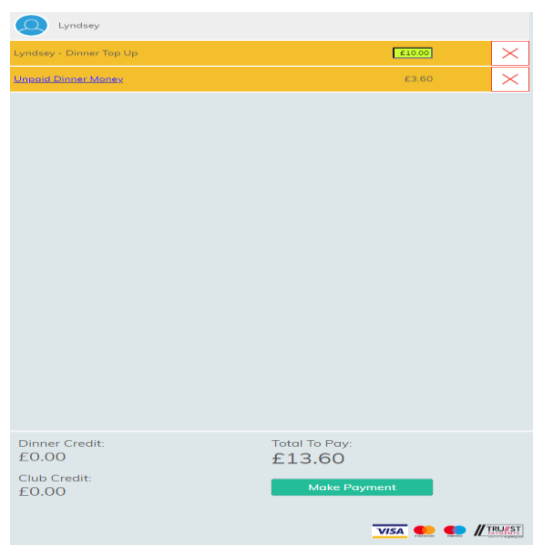 Lyndsey
Lyndsey - Dinner Top Up £10.00
Unpaid Dinner Money £3.60
Dinner Credit: Total To Pay:
£0.00 £13.60
Club Credit:
£0.00
Make Payment
VISA TRUST